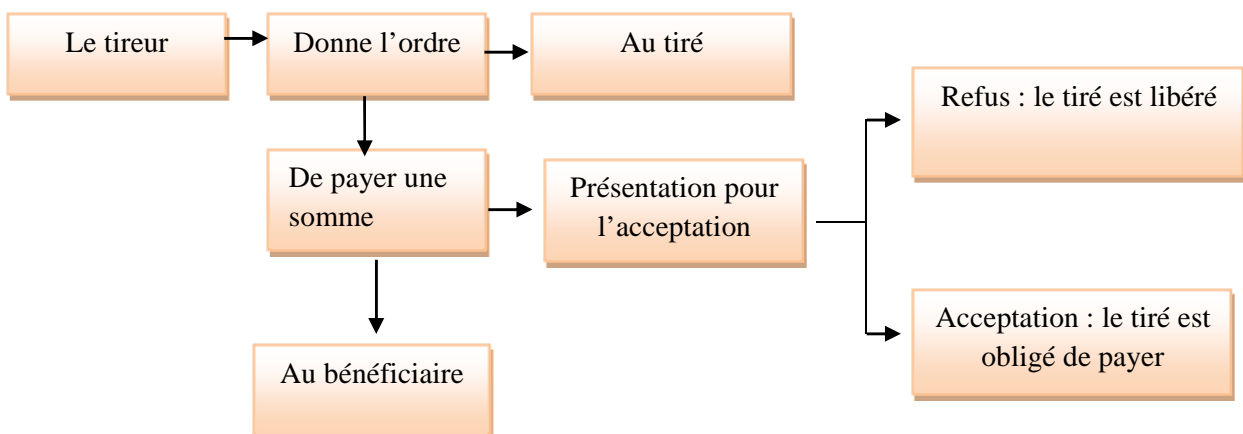 Le tireur
Donne l’ordre
Au tiré
Refus : le tiré est libéré
De payer une
somme
Présentation pour
l’acceptation
Acceptation : le tiré est
obligé de payer
Au bénéficiaire